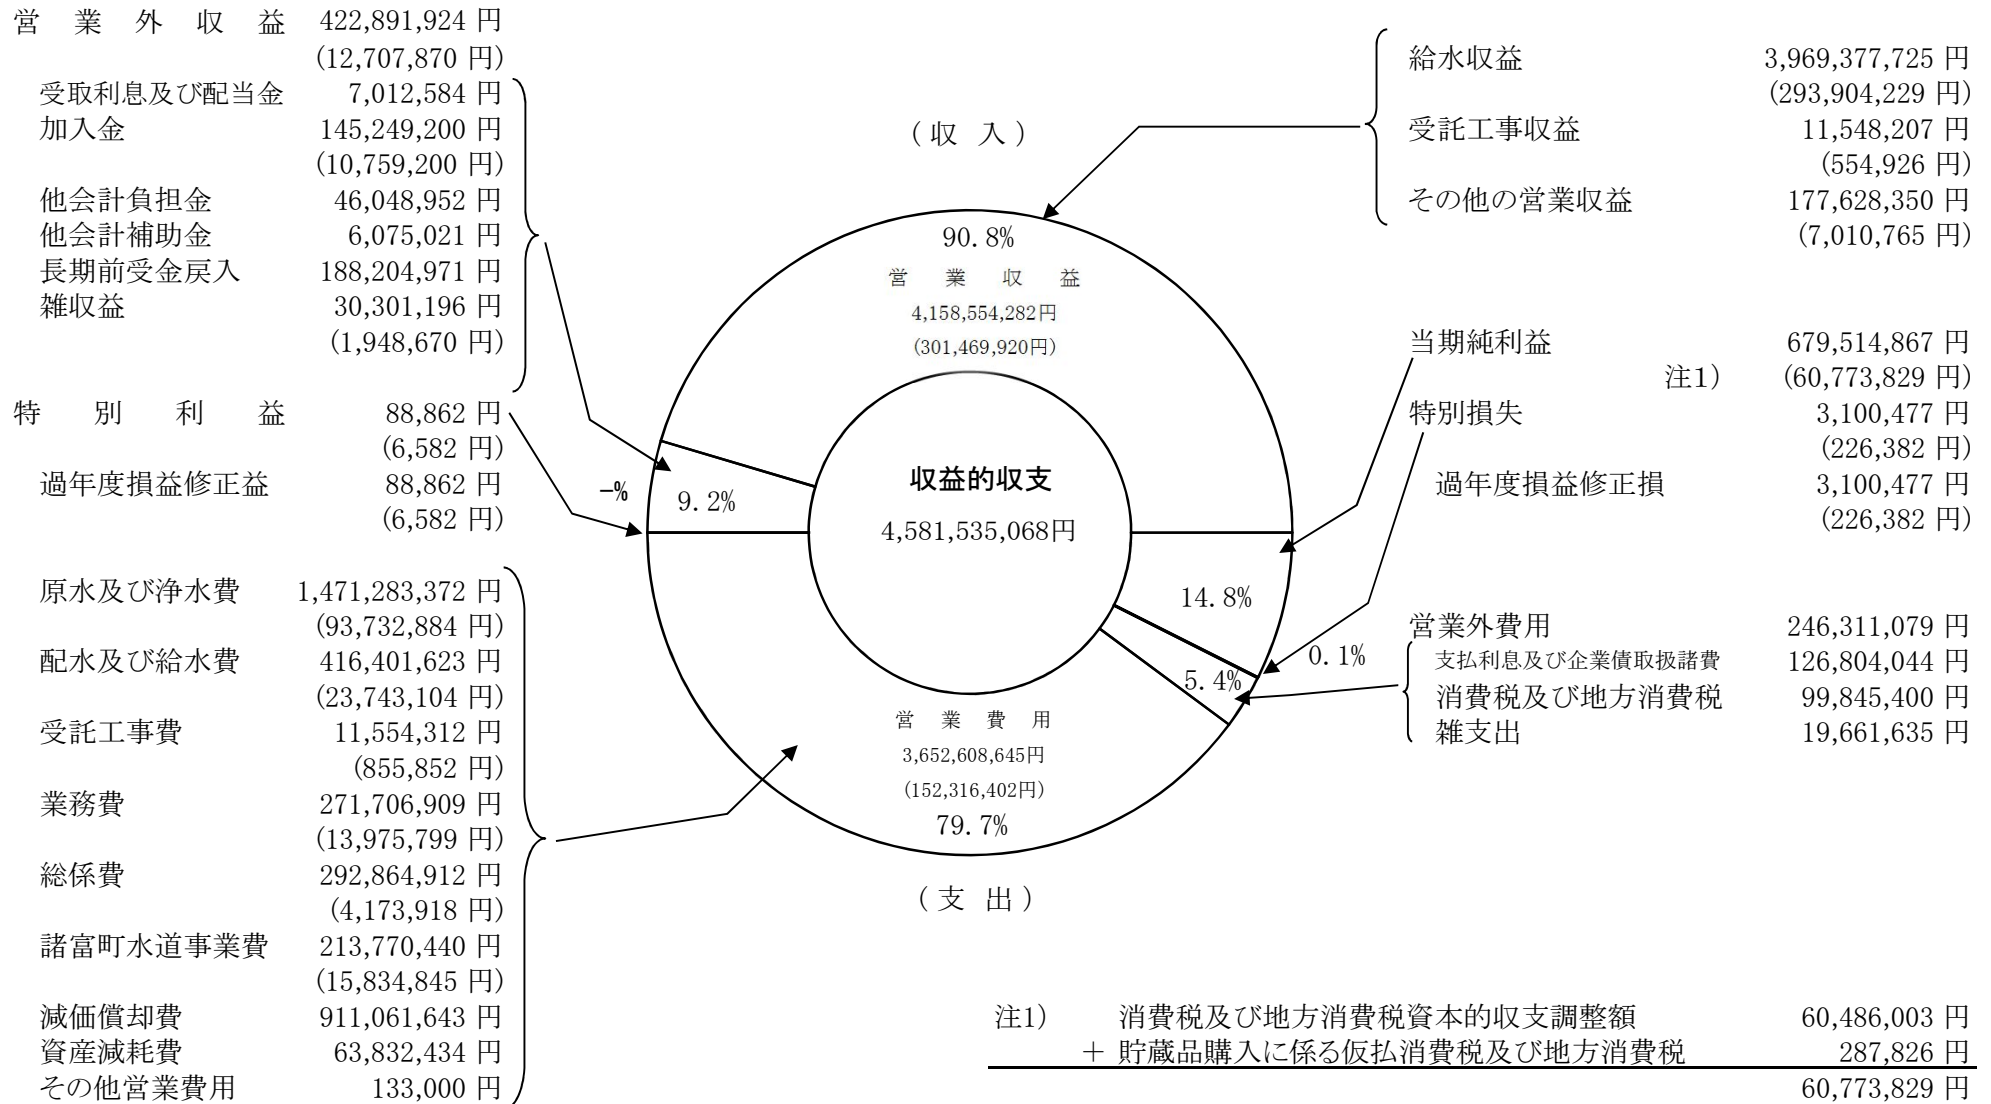 営業外収益 422,891,924 円
(12,707,870 円)
受取利息及び配当金 7,012,584 円
加入金 145,249,200 円
(10,759,200 円)
他会計負担金 46,048,952 円
他会計補助金 6,075,021 円
長期前受金戻入 188,204,971 円
雑収益 30,301,196 円
(1,948,670 円)
特別利益 88,862 円
(6,582 円)
過年度損益修正益 88,862 円
(6,582 円)
原水及び浄水費 1,471,283,372 円
(93,732,884 円)
配水及び給水費 416,401,623 円
(23,743,104 円)
受託工事費 11,554,312 円
(855,852 円)
業務費 271,706,909 円
(13,975,799 円)
総係費 292,864,912 円
(4,173,918 円)
諸富町水道事業費 213,770,440 円
(15,834,845 円)
減価償却費 911,061,643 円
資産減耗費 63,832,434 円
その他営業費用 133,000 円
(収 入)
90.8%
営業収益
4,158,554,282円
(301,469,920円)
-%
9.2%
収益的収支
4,581,535,068円
14.8%
0.1%
5.4%
営業費用
3,652,608,645円
(152,316,402円)
79.7%
(支 出)
給水収益 3,969,377,725 円
(293,904,229 円)
受託工事収益 11,548,207 円
(554,926 円)
その他の営業収益 177,628,350 円
(7,010,765 円)
当期純利益 679,514,867 円
注1) (60,773,829 円)
特別損失 3,100,477 円
(226,382 円)
過年度損益修正損 3,100,477 円
(226,382 円)
営業外費用 246,311,079 円
支払利息及び企業債取扱諸費 126,804,044 円
消費税及び地方消費税 99,845,400 円
雑支出 19,661,635 円
注1) 消費税及び地方消費税資本的収支調整額 60,486,003 円
+ 貯蔵品購入に係る仮払消費税及び地方消費税 287,826 円
60,773,829 円